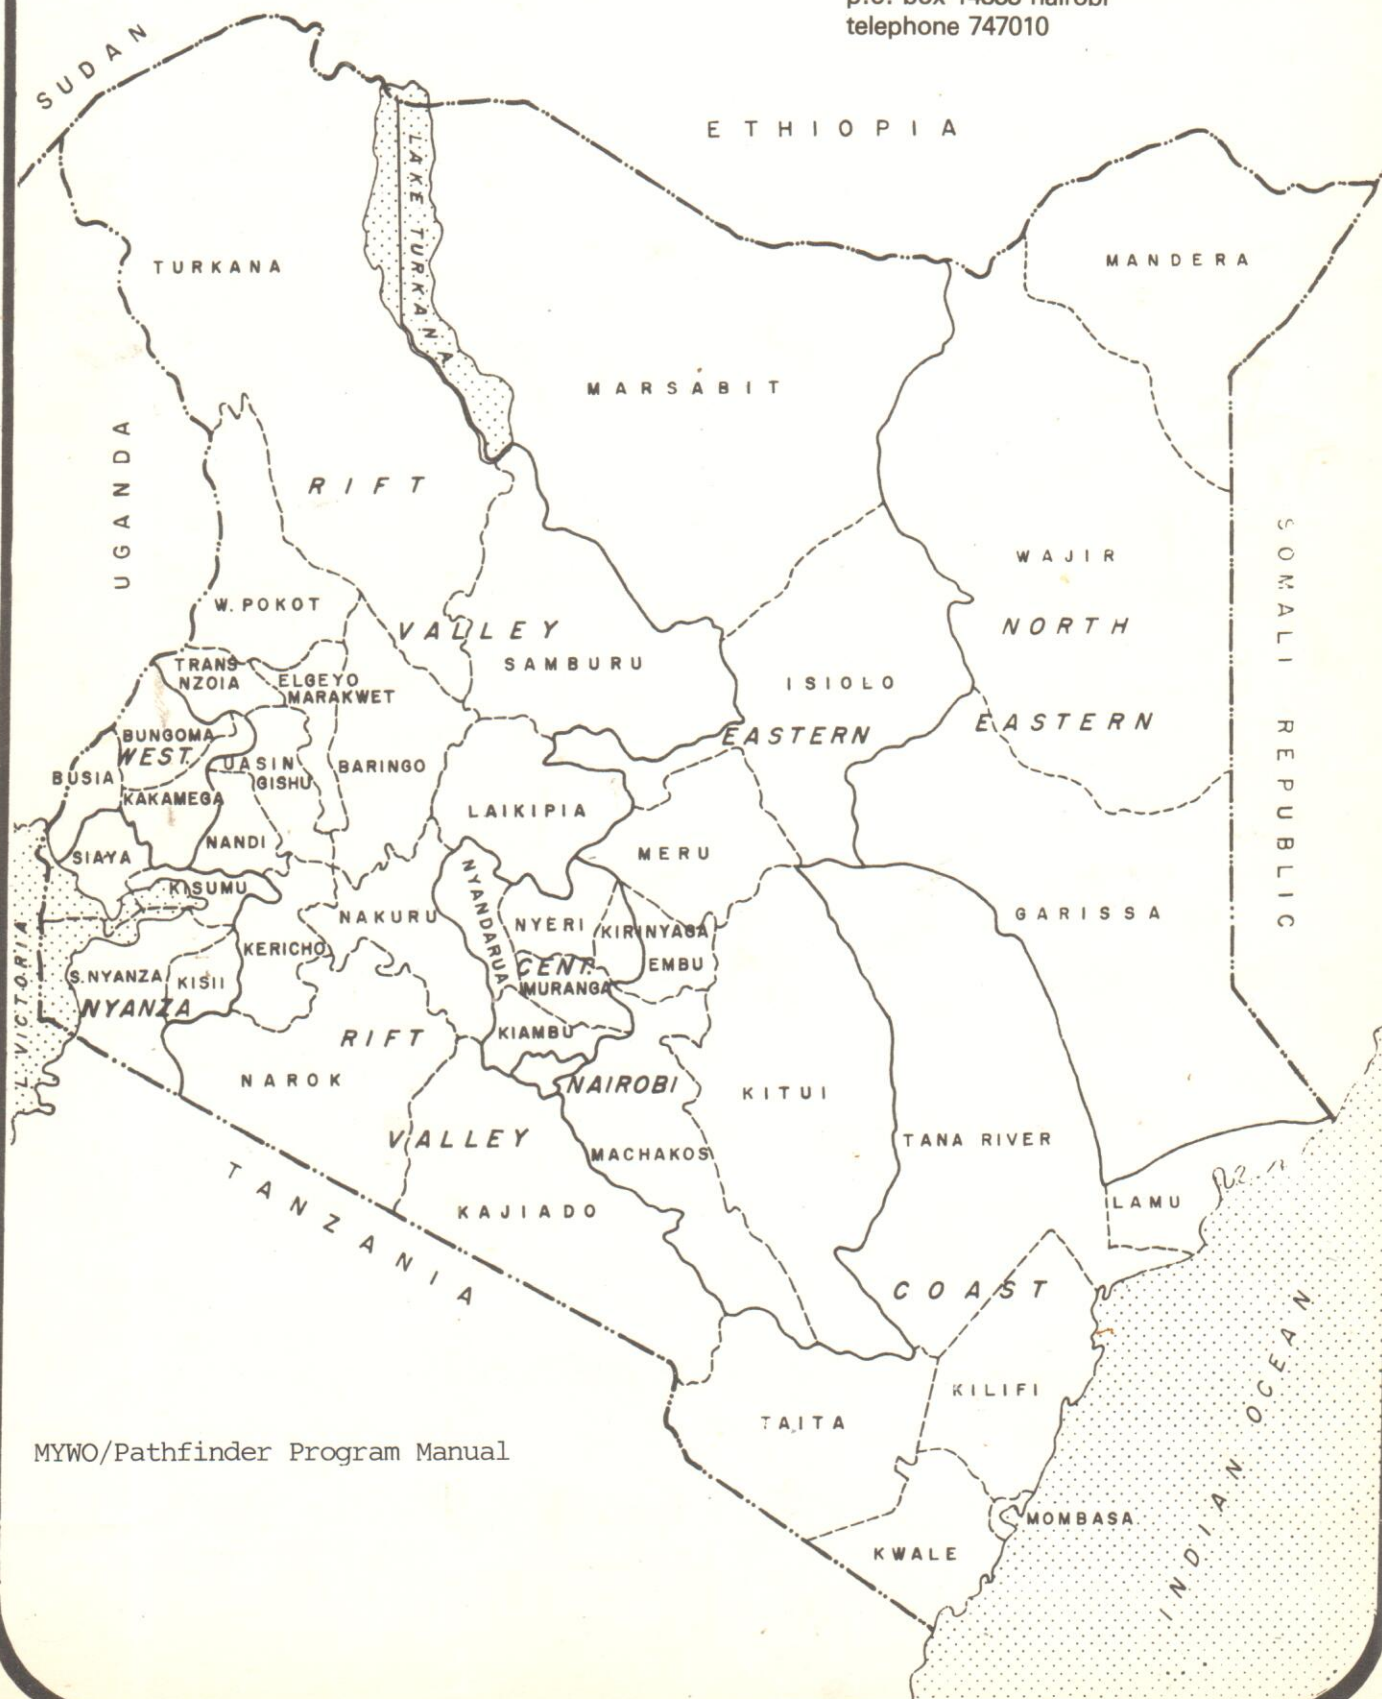 telephone 747010
SUDAN
ETHIOPIA
LAKE TURKANA
TURKANA
MANDERA
MARSABIT
UGANDA
RIFT
SOMALI REPUBLIC
WAJIR
W. POKOT
NORTH
VALLEY
SAMBURU
TRANS
NZOIA
ELGEYO
MARAKWET
ISIOLO
EASTERN
BUNGOMA
EASTERN
WEST.
UASIN
GISHU
BARINGO
BUSIA
KAKAMEGA
LAIKIPIA
NANDI
MERU
SIAYA
KISUMU
NYANDARUA
NAKURU
NYERI
KIRINYAGA
GARISSA
KERICHO
L. VICTORIA
S.NYANZA
KISII
CENT.
EMBU
MURANGA
NYANZA
RIFT
KIAMBU
NAROK
NAIROBI
KITUI
VALLEY
TANA RIVER
MACHAKOS
TANZANIA
KAJIADO
LAMU
COAST
KILIFI
INDIAN OCEAN
TAITA
MYWO/Pathfinder Program Manual
MOMBASA
KWALE